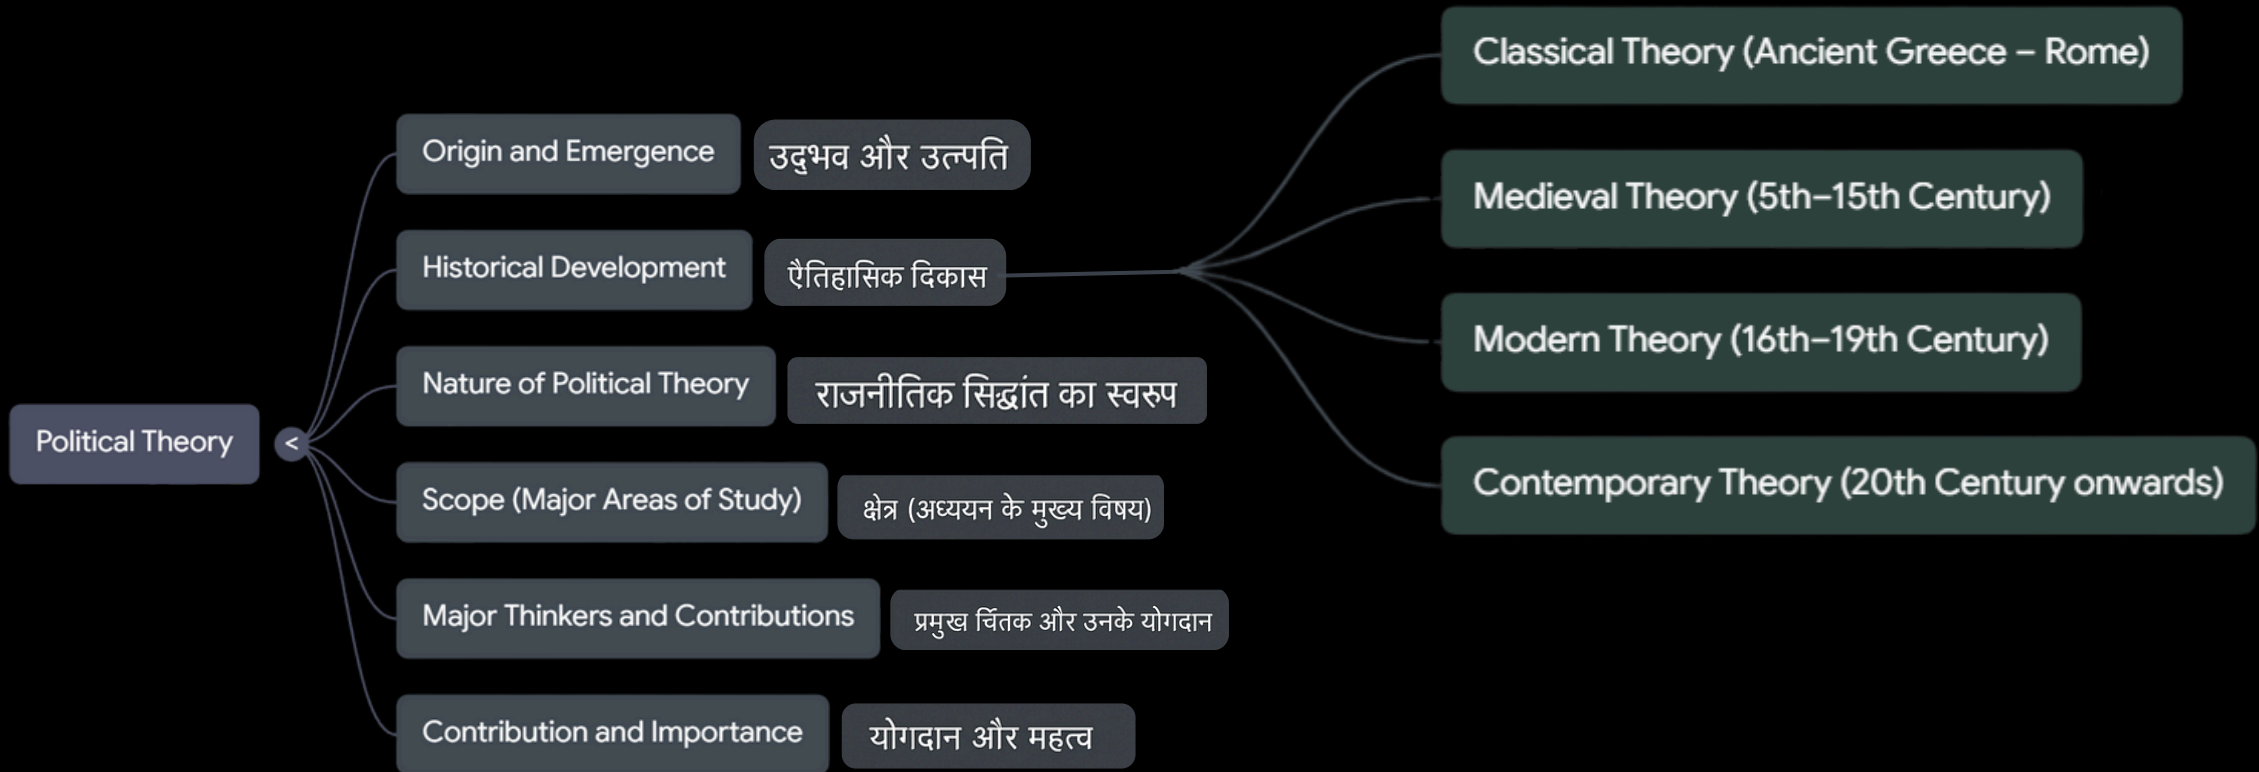 Political Theory
<
Origin and Emergence
उद्भव और उत्पति
Historical Development
ऐतिहासिक दिकास
Nature of Political Theory
राजनीतिक सिद्धांत का स्वरुप
Scope (Major Areas of Study)
क्षेत्र (अध्ययन के मुख्य विषय)
Major Thinkers and Contributions
प्रमुख चिंतक और उनके योगदान
Contribution and Importance
योगदान और महत्व
Classical Theory (Ancient Greece – Rome)
Medieval Theory (5th–15th Century)
Modern Theory (16th–19th Century)
Contemporary Theory (20th Century onwards)